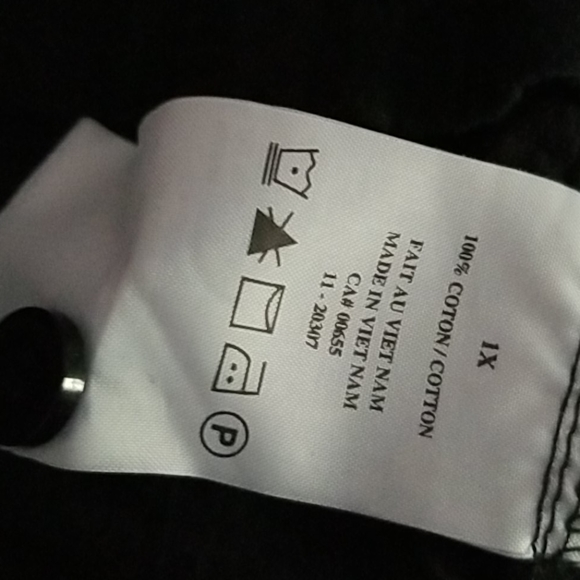 1X
100% COTON / COTTON
FAIT AU VIET NAM
MADE IN VIET NAM
CA# 00655
11 - 20307
P